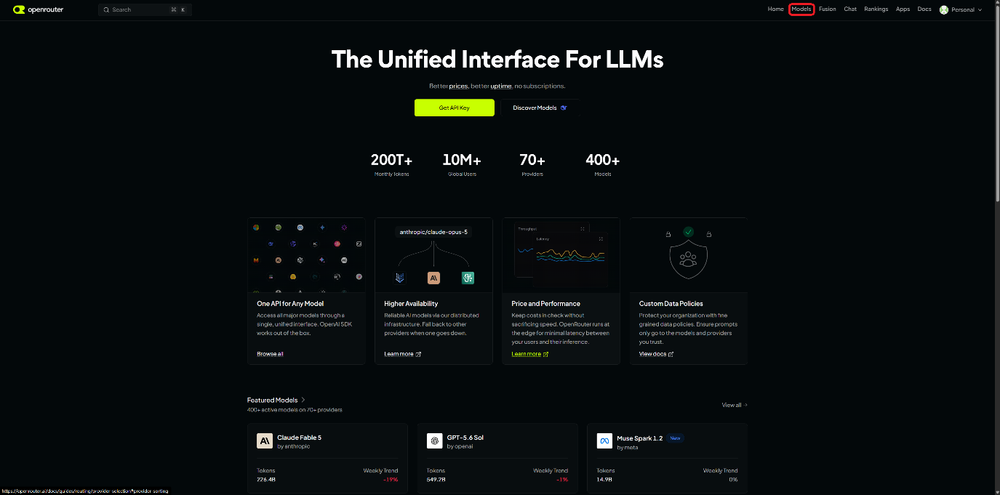 openrouter
Search
⌘ K
Home
Models
Fusion
Chat
Rankings
Apps
Docs
Personal
The Unified Interface For LLMs
Better prices, better uptime, no subscriptions.
Get API Key
Discover Models
200T+
Monthly Tokens
10M+
Global Users
70+
Providers
400+
Models
One API for Any Model
Access all major models through a
single, unified interface. OpenAI SDK
works out of the box.
Browse all
anthropic/claude-opus-5
Higher Availability
Reliable AI models via our distributed
infrastructure. Fall back to other
providers when one goes down.
Learn more
Throughput
Latency
Price and Performance
Keep costs in check without
sacrificing speed. OpenRouter runs at
the edge for minimal latency between
your users and their inference.
Learn more
Custom Data Policies
Protect your organization with fine
grained data policies. Ensure prompts
only go to the models and providers
you trust.
View docs
Featured Models
400+ active models on 70+ providers
View all
Claude Fable 5
by anthropic
Tokens
Weekly Trend
226.4B
-19%
GPT-5.6 Sol
by openai
Tokens
Weekly Trend
549.2B
-1%
Muse Spark 1.2
New
by meta
Tokens
Weekly Trend
14.9B
0%
https://openrouter.ai/docs/guides/routing/provider-selection#provider-sorting